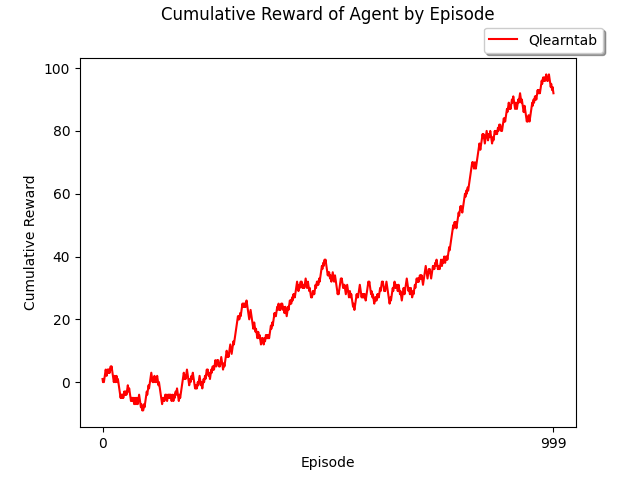 Cumulative Reward of Agent by Episode
Qlearntab
100
80
60
40
20
0
Cumulative Reward
0 999
Episode